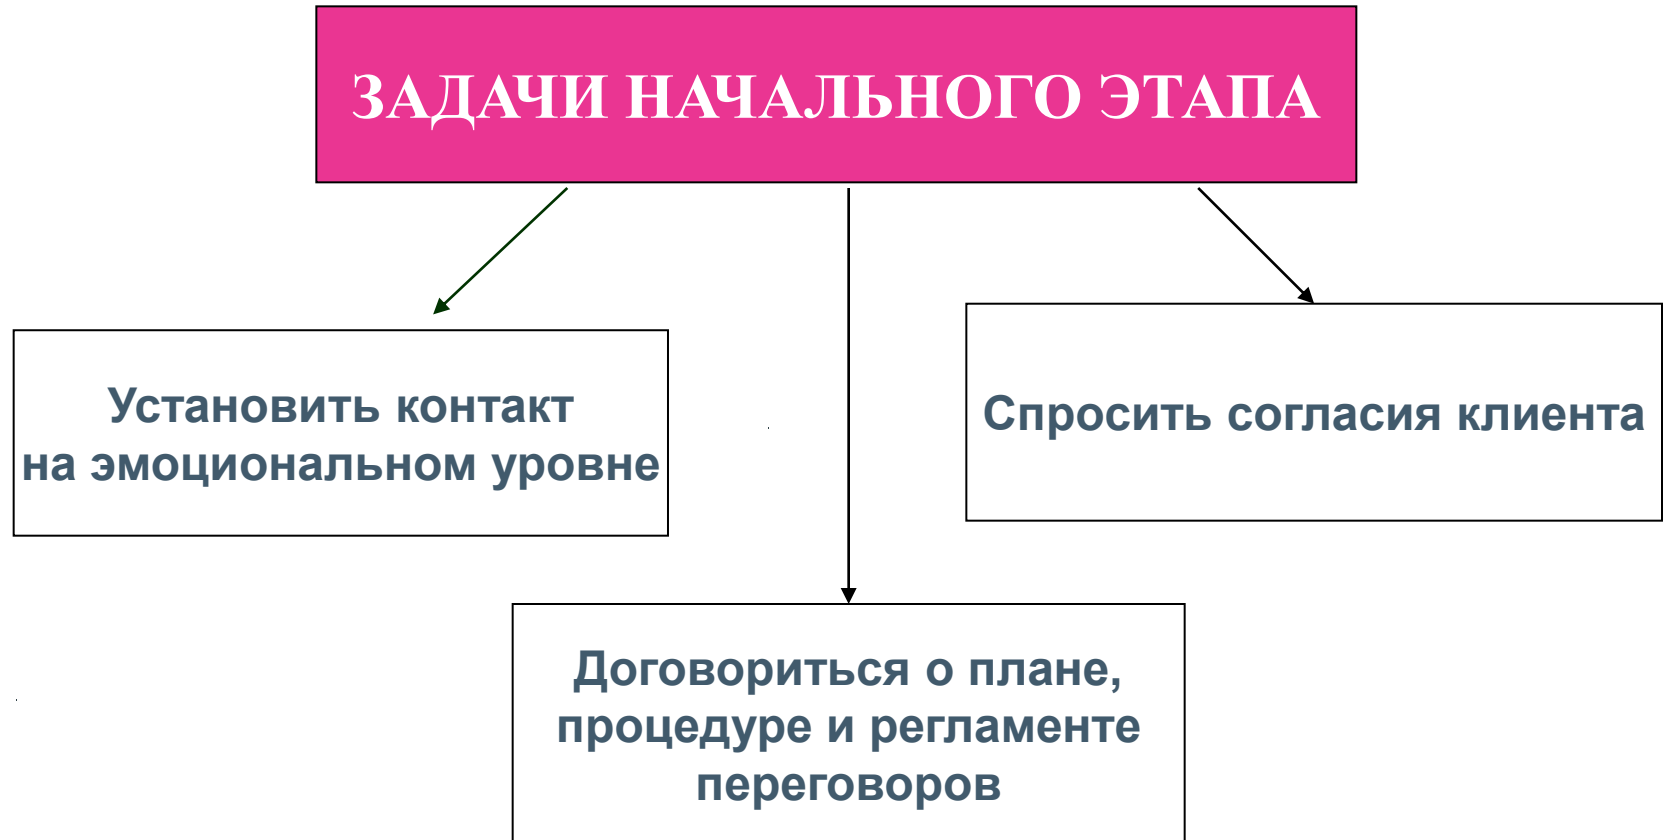 ЗАДАЧИ НАЧАЛЬНОГО ЭТАПА
Установить контакт
на эмоциональном уровне
Спросить согласия клиента
Договориться о плане,
процедуре и регламенте
переговоров